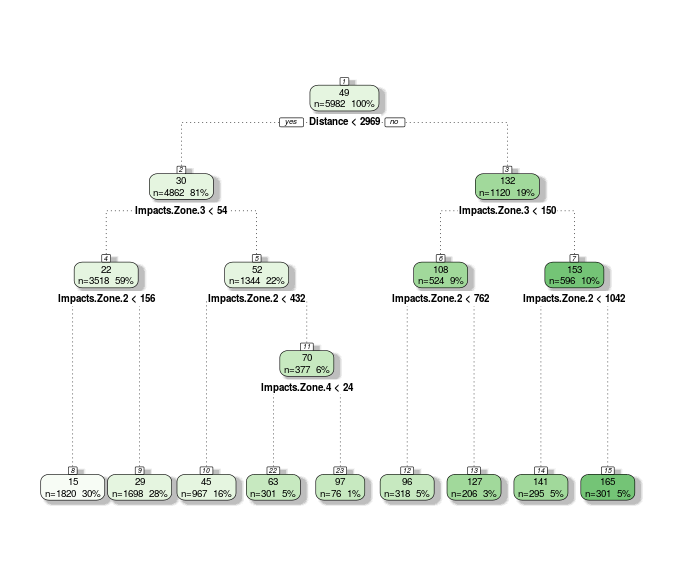 1
49
n=5982 100%
yes Distance < 2969 no
2
30
n=4862 81%
Impacts.Zone.3 < 54
3
132
n=1120 19%
Impacts.Zone.3 < 150
4
22
n=3518 59%
Impacts.Zone.2 < 156
5
52
n=1344 22%
Impacts.Zone.2 < 432
6
108
n=524 9%
Impacts.Zone.2 < 762
7
153
n=596 10%
Impacts.Zone.2 < 1042
11
70
n=377 6%
Impacts.Zone.4 < 24
8
15
n=1820 30%
9
29
n=1698 28%
10
45
n=967 16%
22
63
n=301 5%
23
97
n=76 1%
12
96
n=318 5%
13
127
n=206 3%
14
141
n=295 5%
15
165
n=301 5%